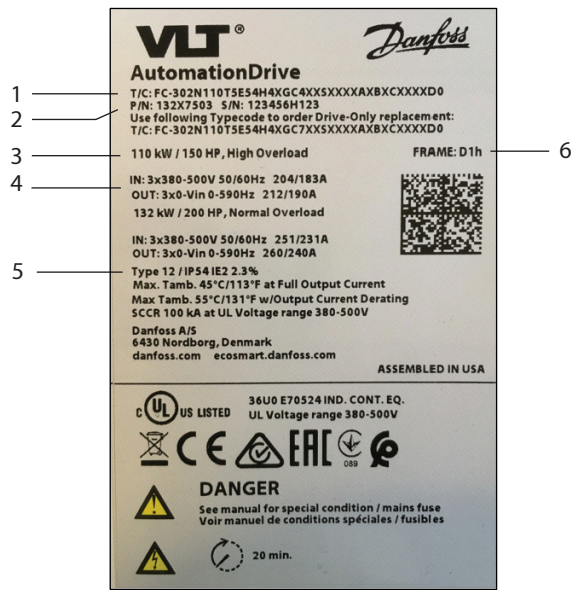 VLT ® Danfoss
AutomationDrive
1 T/C: FC-302N110T5E54H4XGC4XXSXXXXAXBXCXXXXD0
2 P/N: 132X7503 S/N: 123456H123
Use following Typecode to order Drive-Only replacement:
T/C: FC-302N110T5E54H4XGC7XXSXXXXAXBXCXXXXD0
3 110 kW / 150 HP, High Overload FRAME: D1h 6
4 IN: 3x380-500V 50/60Hz 204/183A
OUT: 3x0-Vin 0-590Hz 212/190A
132 kW / 200 HP, Normal Overload
IN: 3x380-500V 50/60Hz 251/231A
OUT: 3x0-Vin 0-590Hz 260/240A
5 Type 12 / IP54 IE2 2.3%
Max. Tamb. 45°C/113°F at Full Output Current
Max Tamb. 55°C/131°F w/Output Current Derating
SCCR 100 kA at UL Voltage range 380-500V
Danfoss A/S
6430 Nordborg, Denmark
danfoss.com ecosmart.danfoss.com
ASSEMBLED IN USA
C UL US LISTED 36U0 E70524 IND. CONT. EQ.
UL Voltage range 380-500V
CE EAC 089
DANGER
See manual for special condition / mains fuse
Voir manuel de conditions spéciales / fusibles
20 min.